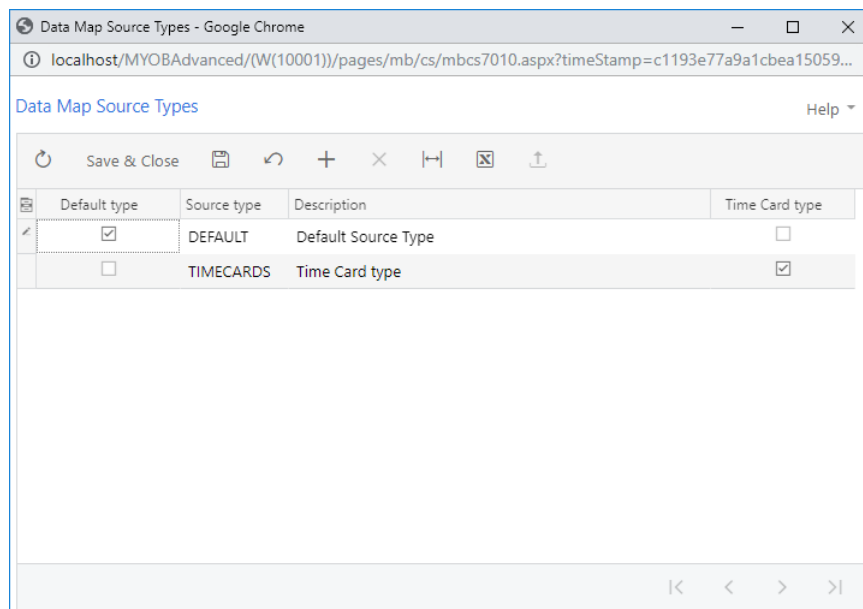 Data Map Source Types - Google Chrome
localhost/MYOBAdvanced/(W(10001))/pages/mb/cs/mbcs7010.aspx?timeStamp=c1193e77a9a1cbea15059...
Data Map Source Types Help
Save & Close
Default type Source type Description Time Card type
DEFAULT Default Source Type
TIMECARDS Time Card type